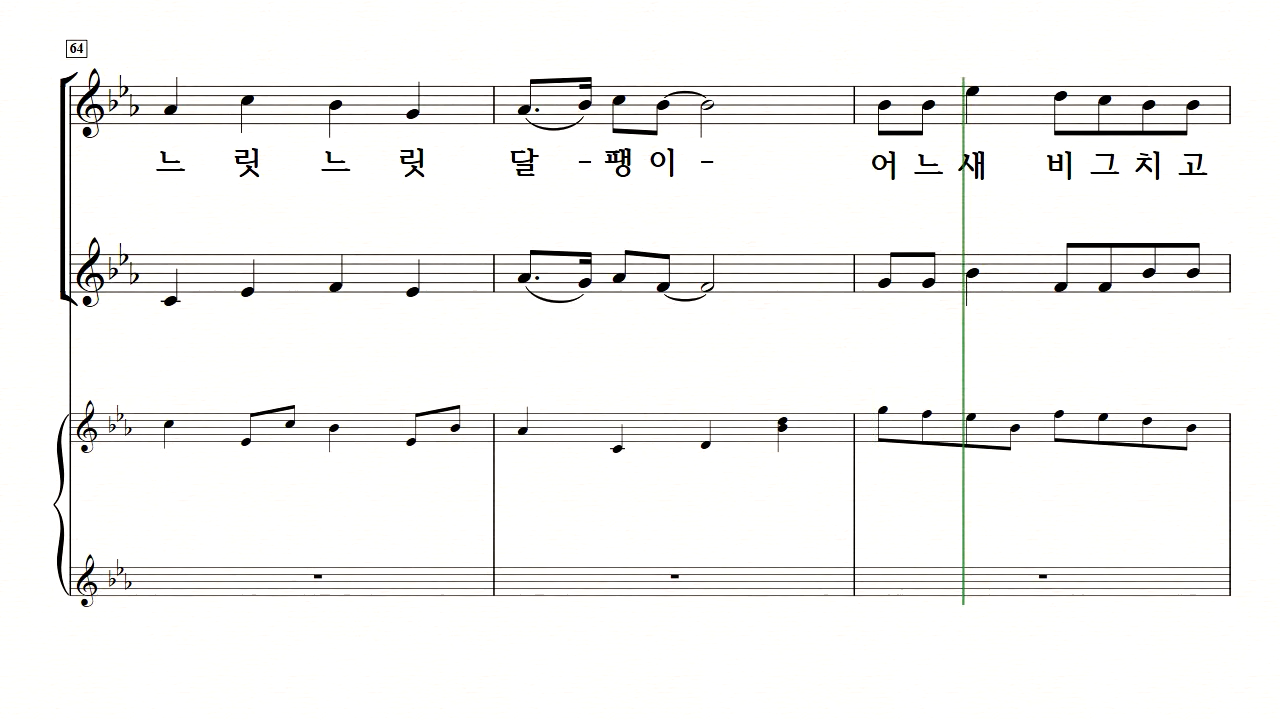 64
느 릿 느 릿 달 - 팽 이 - 어 느 새 비 그 치 고